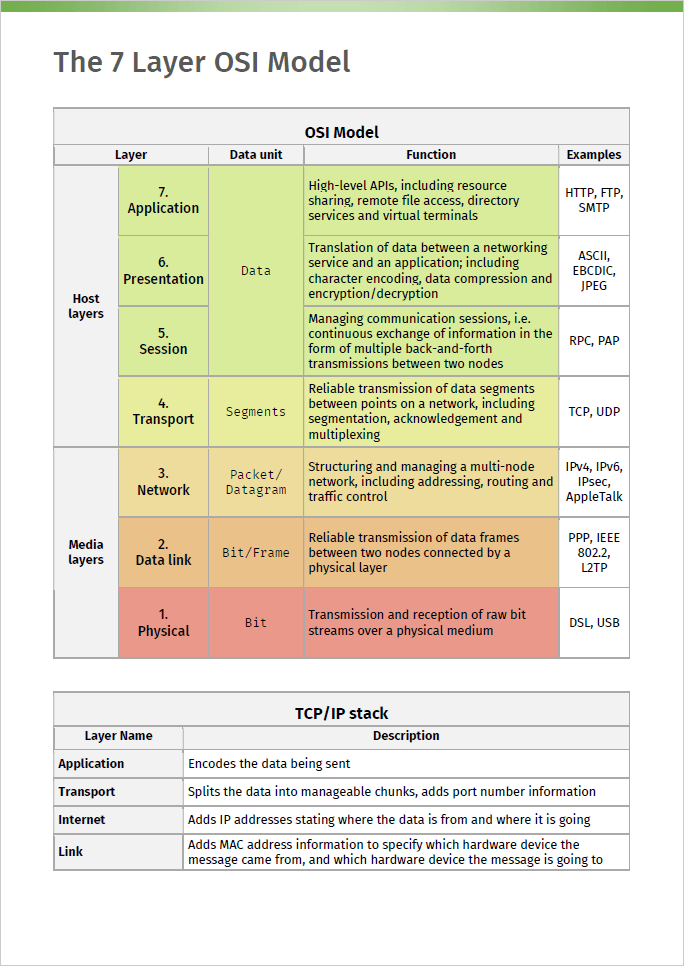 The 7 Layer OSI Model
OSI Model
Layer
Data unit
Function
Examples
Host
layers
7.
Application
Data
High-level APIs, including resource
sharing, remote file access, directory
services and virtual terminals
HTTP, FTP,
SMTP
6.
Presentation
Translation of data between a networking
service and an application; including
character encoding, data compression and
encryption/decryption
ASCII,
EBCDIC,
JPEG
5.
Session
Managing communication sessions, i.e.
continuous exchange of information in the
form of multiple back-and-forth
transmissions between two nodes
RPC, PAP
4.
Transport
Segments
Reliable transmission of data segments
between points on a network, including
segmentation, acknowledgement and
multiplexing
TCP, UDP
Media
layers
3.
Network
Packet/
Datagram
Structuring and managing a multi-node
network, including addressing, routing and
traffic control
IPv4, IPv6,
IPsec,
AppleTalk
2.
Data link
Bit/Frame
Reliable transmission of data frames
between two nodes connected by a
physical layer
PPP, IEEE
802.2,
L2TP
1.
Physical
Bit
Transmission and reception of raw bit
streams over a physical medium
DSL, USB
TCP/IP stack
Layer Name
Description
Application
Encodes the data being sent
Transport
Splits the data into manageable chunks, adds port number information
Internet
Adds IP addresses stating where the data is from and where it is going
Link
Adds MAC address information to specify which hardware device the
message came from, and which hardware device the message is going to